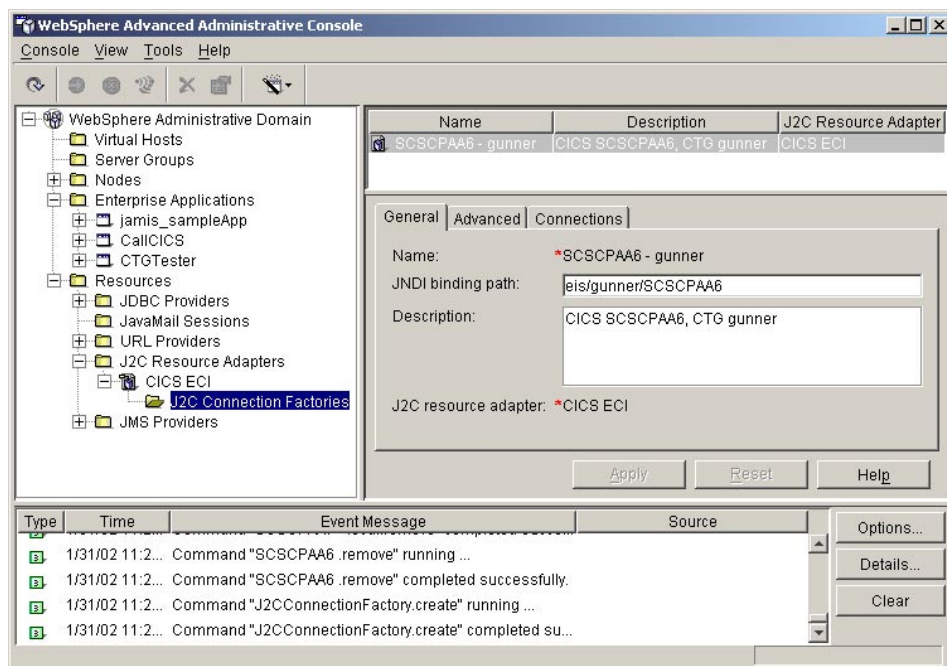 WebSphere Advanced Administrative Console
Console View Tools Help
WebSphere Administrative Domain
Virtual Hosts
Server Groups
Nodes
Enterprise Applications
jamis_sampleApp
CallCICS
CTGTester
Resources
JDBC Providers
JavaMail Sessions
URL Providers
J2C Resource Adapters
CICS ECI
J2C Connection Factories
JMS Providers
Name Description J2C Resource Adapter
SCSCPAA6 - gunner CICS SCSCPAA6, CTG gunner CICS ECI
General Advanced Connections
Name: *SCSCPAA6 - gunner
JNDI binding path: eis/gunner/SCSCPAA6
Description: CICS SCSCPAA6, CTG gunner
J2C resource adapter: *CICS ECI
Apply Reset Help
Type Time Event Message Source
1/31/02 11:2... Command "SCSCPAA6 .remove" running ...
1/31/02 11:2... Command "SCSCPAA6 .remove" completed successfully.
1/31/02 11:2... Command "J2CConnectionFactory.create" running ...
1/31/02 11:2... Command "J2CConnectionFactory.create" completed su...
Options...
Details...
Clear